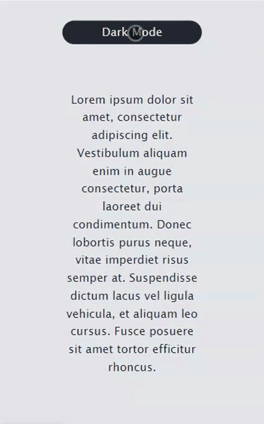 Dark Mode
Lorem ipsum dolor sit
amet, consectetur
adipiscing elit.
Vestibulum aliquam
enim in augue
consectetur, porta
laoreet dui
condimentum. Donec
lobortis purus neque,
vitae imperdiet risus
semper at. Suspendisse
dictum lacus vel ligula
vehicula, et aliquam leo
cursus. Fusce posuere
sit amet tortor efficitur
rhoncus.